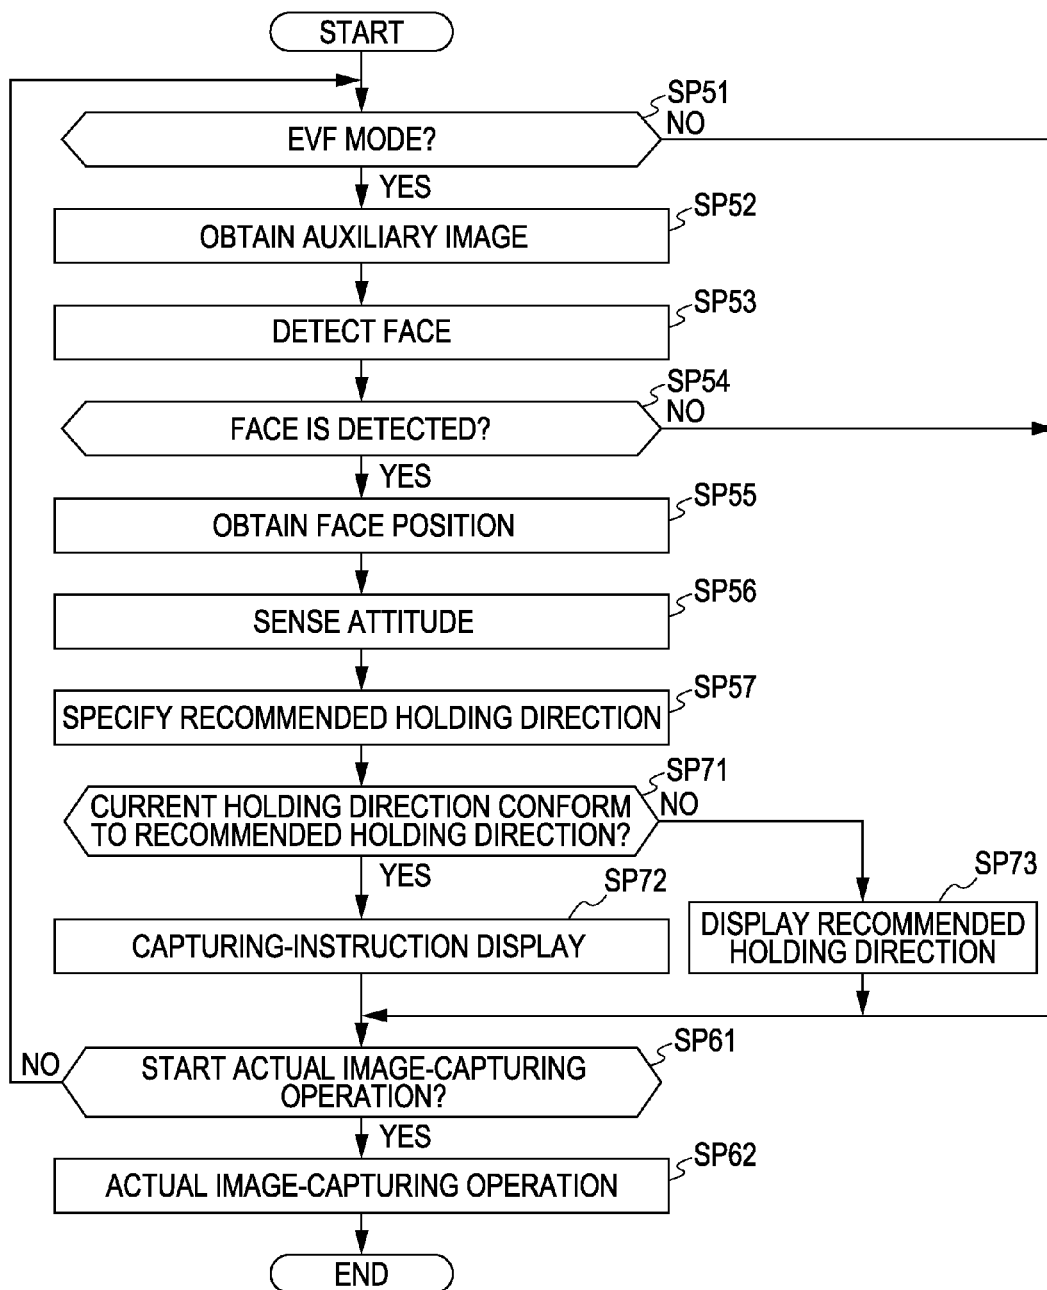 START
SP51
EVF MODE?
NO
YES
SP52
OBTAIN AUXILIARY IMAGE
SP53
DETECT FACE
SP54
FACE IS DETECTED?
NO
YES
SP55
OBTAIN FACE POSITION
SP56
SENSE ATTITUDE
SP57
SPECIFY RECOMMENDED HOLDING DIRECTION
SP71
CURRENT HOLDING DIRECTION CONFORM
TO RECOMMENDED HOLDING DIRECTION?
NO
YES
SP72
CAPTURING-INSTRUCTION DISPLAY
SP73
DISPLAY RECOMMENDED
HOLDING DIRECTION
SP61
START ACTUAL IMAGE-CAPTURING
OPERATION?
NO
YES
SP62
ACTUAL IMAGE-CAPTURING OPERATION
END